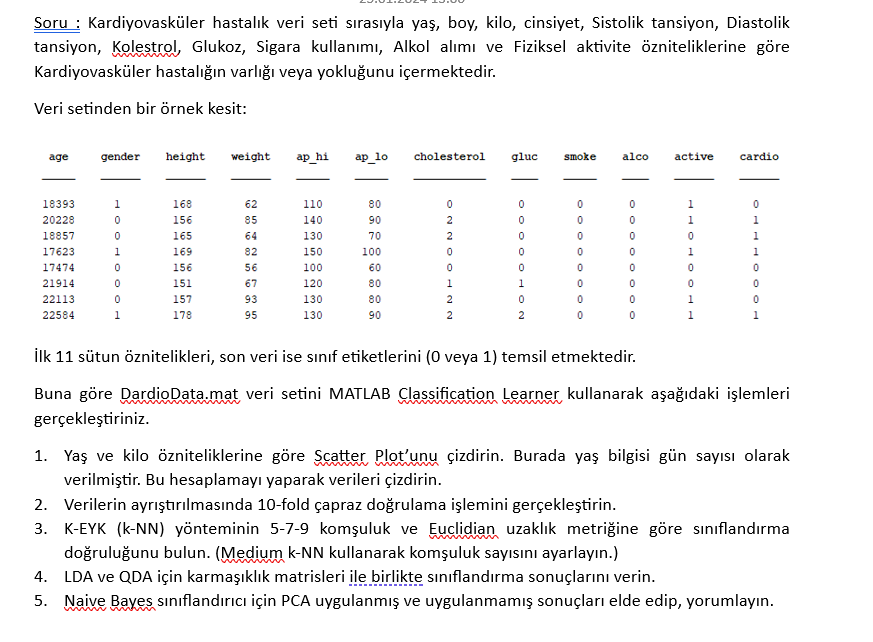 Soru : Kardiyovasküler hastalık veri seti sırasıyla yaş, boy, kilo, cinsiyet, Sistolik tansiyon, Diastolik
tansiyon, Kolestrol, Glukoz, Sigara kullanımı, Alkol alımı ve Fiziksel aktivite özniteliklerine göre
Kardiyovasküler hastalığın varlığı veya yokluğunu içermektedir.
Veri setinden bir örnek kesit:
age gender height weight ap_hi ap_lo cholesterol gluc smoke alco active cardio
18393 1 168 62 110 80 0 0 0 0 1 0
20228 0 156 85 140 90 2 0 0 0 1 1
18857 0 165 64 130 70 2 0 0 0 0 1
17623 1 169 82 150 100 0 0 0 0 1 1
17474 0 156 56 100 60 0 0 0 0 0 0
21914 0 151 67 120 80 1 1 0 0 0 0
22113 0 157 93 130 80 2 0 0 0 1 0
22584 1 178 95 130 90 2 2 0 0 1 1
İlk 11 sütun öznitelikleri, son veri ise sınıf etiketlerini (0 veya 1) temsil etmektedir.
Buna göre DardioData.mat veri setini MATLAB Classification Learner kullanarak aşağıdaki işlemleri
gerçekleştiriniz.
1. Yaş ve kilo özniteliklerine göre Scatter Plot’unu çizdirin. Burada yaş bilgisi gün sayısı olarak
verilmiştir. Bu hesaplamayı yaparak verileri çizdirin.
2. Verilerin ayrıştırılmasında 10-fold çapraz doğrulama işlemini gerçekleştirin.
3. K-EYK (k-NN) yönteminin 5-7-9 komşuluk ve Euclidian uzaklık metriğine göre sınıflandırma
doğruluğunu bulun. (Medium k-NN kullanarak komşuluk sayısını ayarlayın.)
4. LDA ve QDA için karmaşıklık matrisleri ile birlikte sınıflandırma sonuçlarını verin.
5. Naive Bayes sınıflandırıcı için PCA uygulanmış ve uygulanmamış sonuçları elde edip, yorumlayın.